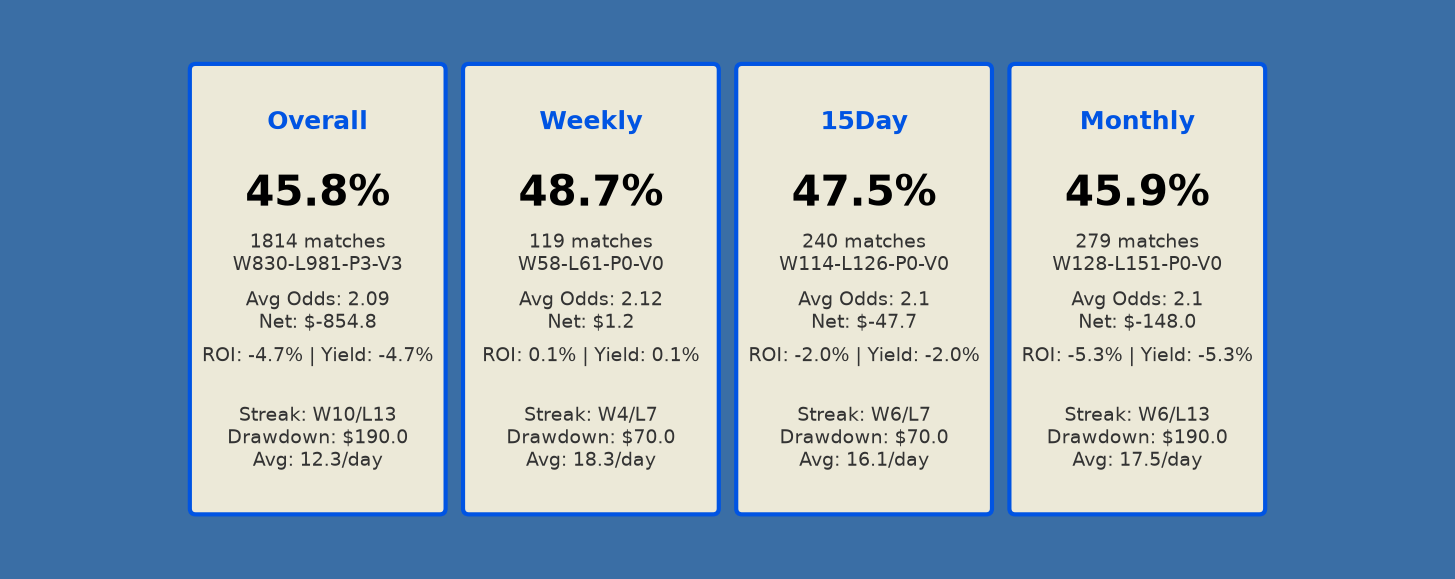 Overall
45.8%
1814 matches
W830-L981-P3-V3
Avg Odds: 2.09
Net: $-854.8
ROI: -4.7% | Yield: -4.7%
Streak: W10/L13
Drawdown: $190.0
Avg: 12.3/day
Weekly
48.7%
119 matches
W58-L61-P0-V0
Avg Odds: 2.12
Net: $1.2
ROI: 0.1% | Yield: 0.1%
Streak: W4/L7
Drawdown: $70.0
Avg: 18.3/day
15Day
47.5%
240 matches
W114-L126-P0-V0
Avg Odds: 2.1
Net: $-47.7
ROI: -2.0% | Yield: -2.0%
Streak: W6/L7
Drawdown: $70.0
Avg: 16.1/day
Monthly
45.9%
279 matches
W128-L151-P0-V0
Avg Odds: 2.1
Net: $-148.0
ROI: -5.3% | Yield: -5.3%
Streak: W6/L13
Drawdown: $190.0
Avg: 17.5/day